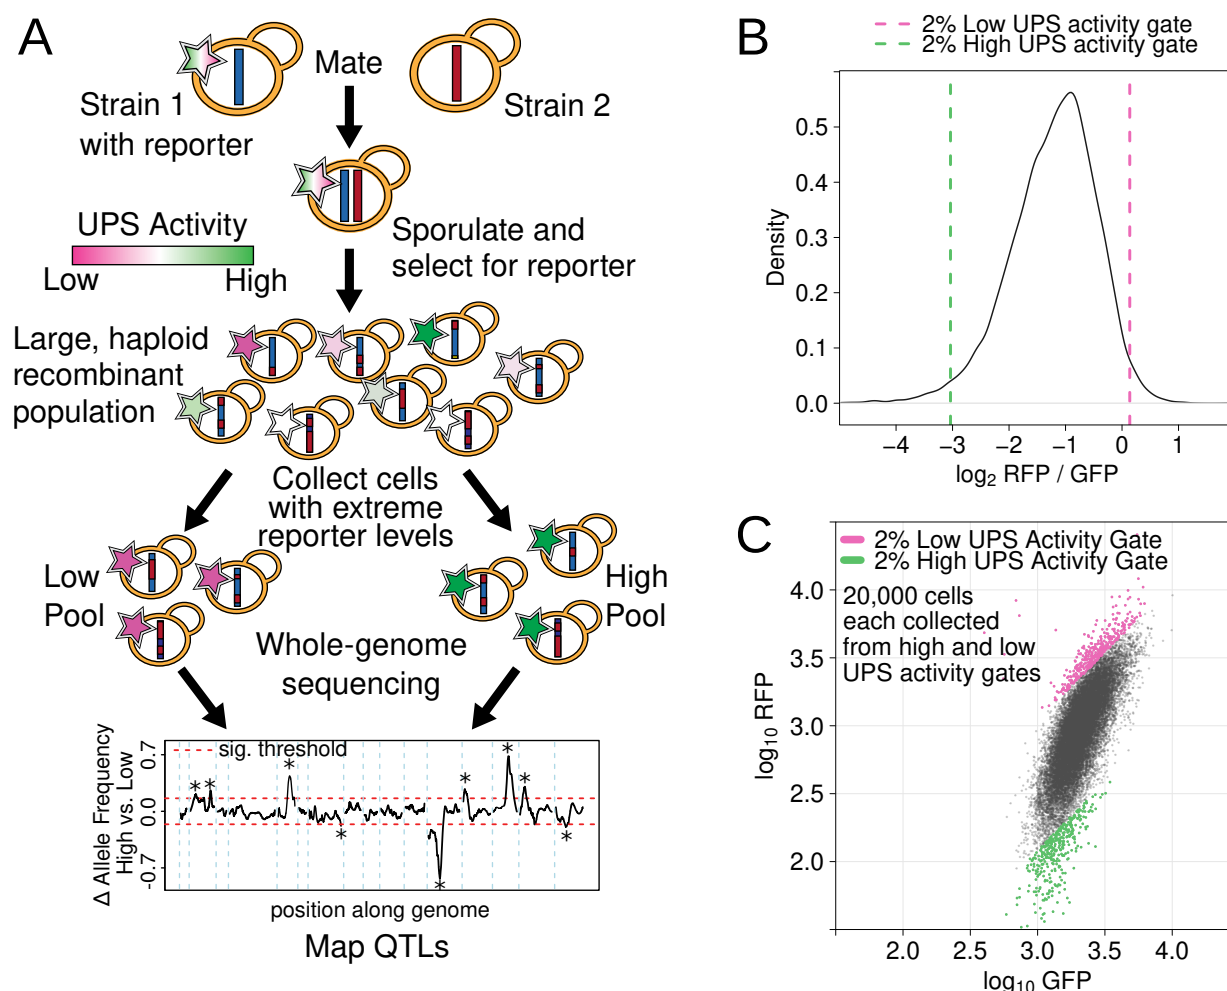 A
Mate
Strain 1
with reporter
Strain 2
UPS Activity
Low
High
Sporulate and
select for reporter
Large, haploid
recombinant
population
Collect cells
with extreme
reporter levels
Low
Pool
High
Pool
Whole-genome
sequencing
sig. threshold
Δ Allele Frequency
High vs. Low
0.7
0.0
-0.7
* * * * * * * * *
position along genome
Map QTLs
B
2% Low UPS activity gate
2% High UPS activity gate
Density
0.5
0.4
0.3
0.2
0.1
0.0
−4 −3 −2 −1 0 1
log2 RFP / GFP
C
2% Low UPS Activity Gate
2% High UPS Activity Gate
20,000 cells
each collected
from high and low
UPS activity gates
log10 RFP
4.0
3.5
3.0
2.5
2.0
2.0 2.5 3.0 3.5 4.0
log10 GFP